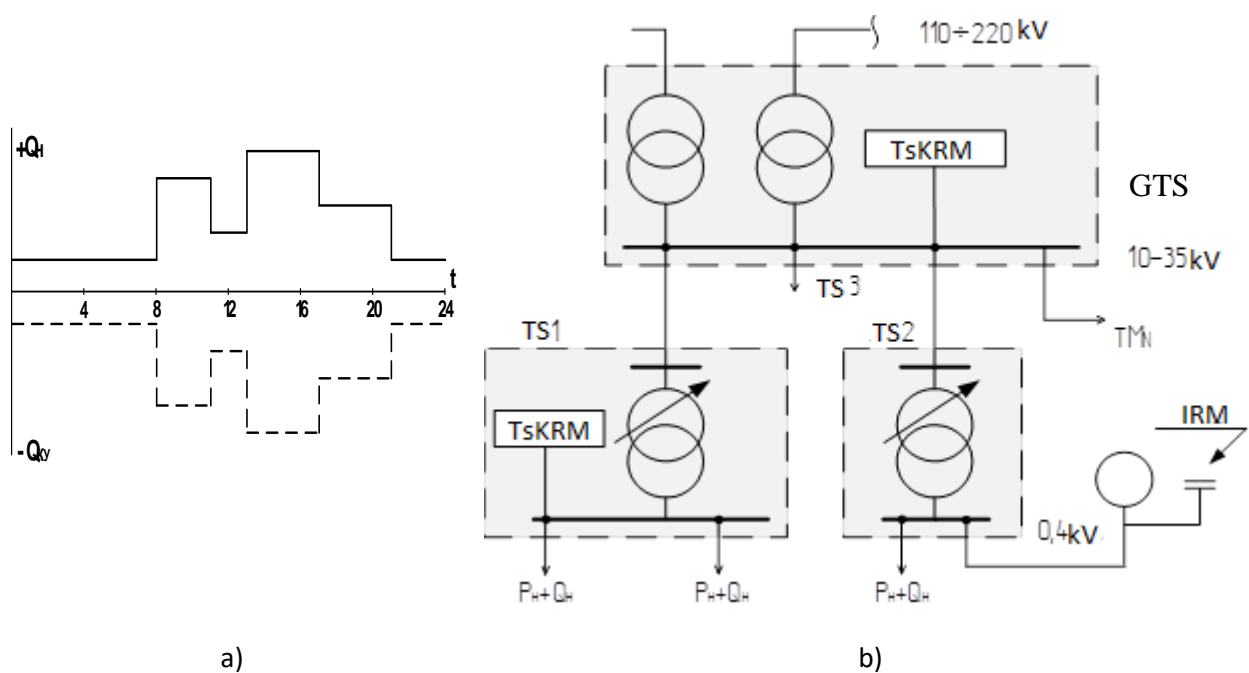 +Qн
t
4 8 12 16 20 24
-Qку
a)
110÷220 kV
TsKRM
GTS
10-35kV
TS 3
TMN
TS1
TsKRM
.TS2
IRM
0,4kV.
Pн+Qн
Pн+Qн
Pн+Qн
b)